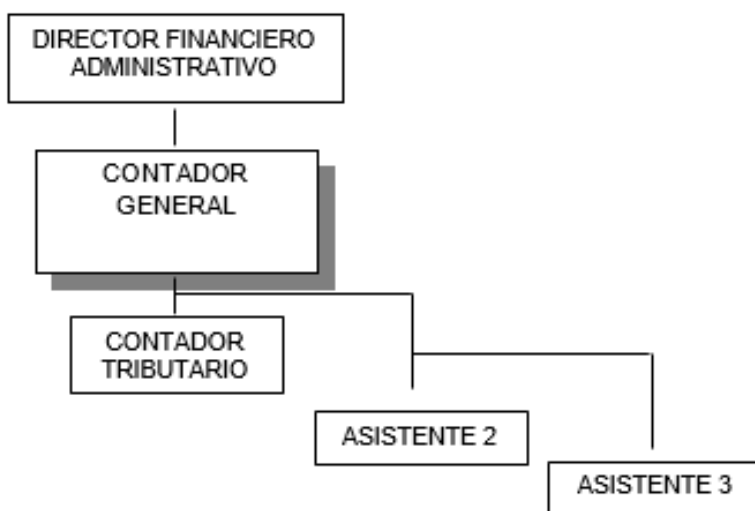 DIRECTOR FINANCIERO
ADMINISTRATIVO
CONTADOR
GENERAL
CONTADOR
TRIBUTARIO
ASISTENTE 2
ASISTENTE 3